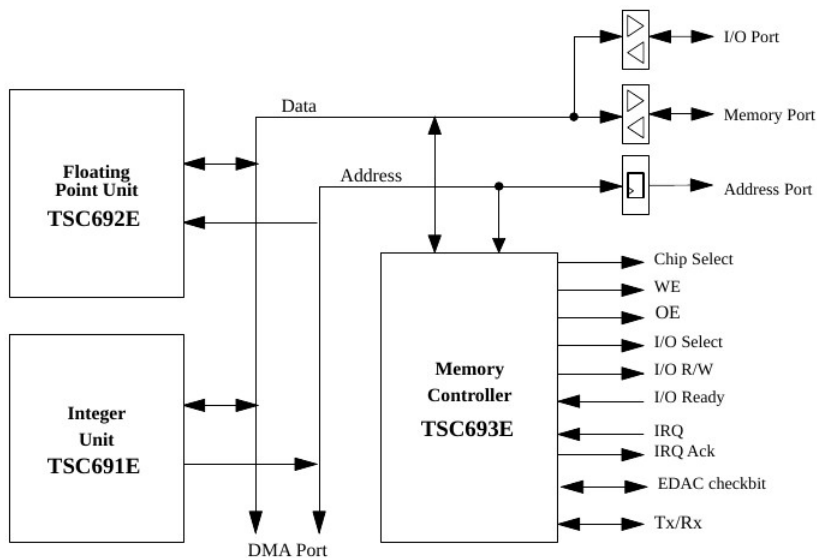 I/O Port
Data
Memory Port
Floating
Point Unit
TSC692E
Address
Address Port
Chip Select
WE
OE
I/O Select
I/O R/W
I/O Ready
IRQ
IRQ Ack
EDAC checkbit
Tx/Rx
Memory
Controller
TSC693E
Integer
Unit
TSC691E
DMA Port